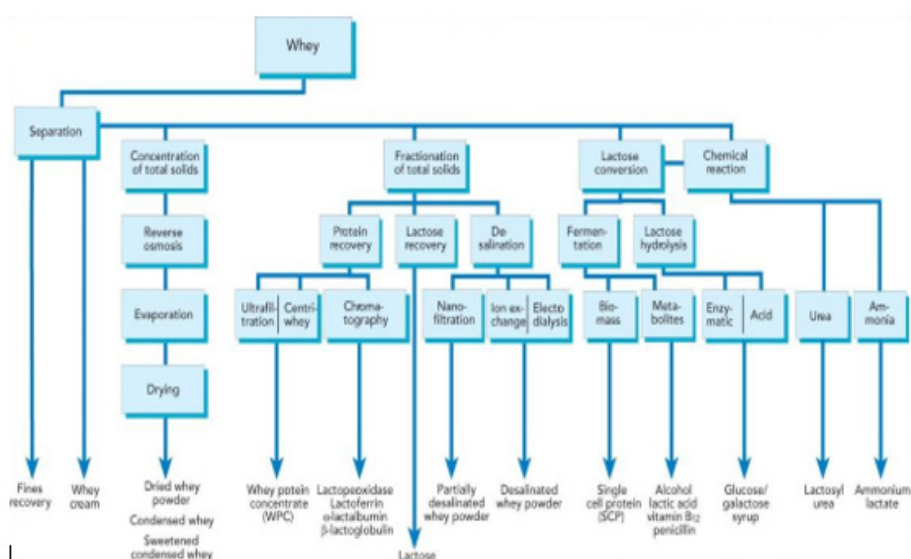 Whey
Separation
Concentration
of total solids
Fractionation
of total solids
Lactose
conversion
Chemical
reaction
Reverse
osmosis
Protein
recovery
Lactose
recovery
De
salination
Fermen-
tation
Lactose
hydrolysis
Evaporation
Ultrafil-
tration
Centri-
whey
Chroma-
tography
Nano-
filtration
Ion ex-
change
Electo
dialysis
Bio-
mass
Meta-
bolites
Enzy-
matic
Acid
Urea
Am-
monia
Drying
Fines
recovery
Whey
cream
Dried whey
powder
Condensed whey
Sweetened
condensed whey
Whey potein
concentrate
(WPC)
Lactopeoxidase
Lactoferrin
α-lactalbumin
β-lactoglobulin
Lactose
Partially
desalinated
whey powder
Desalinated
whey powder
Single
cell protein
(SCP)
Alcohol
lactic acid
vitamin B12
penicillin
Glucose/
galactose
syrup
Lactosyl
urea
Ammonium
lactate